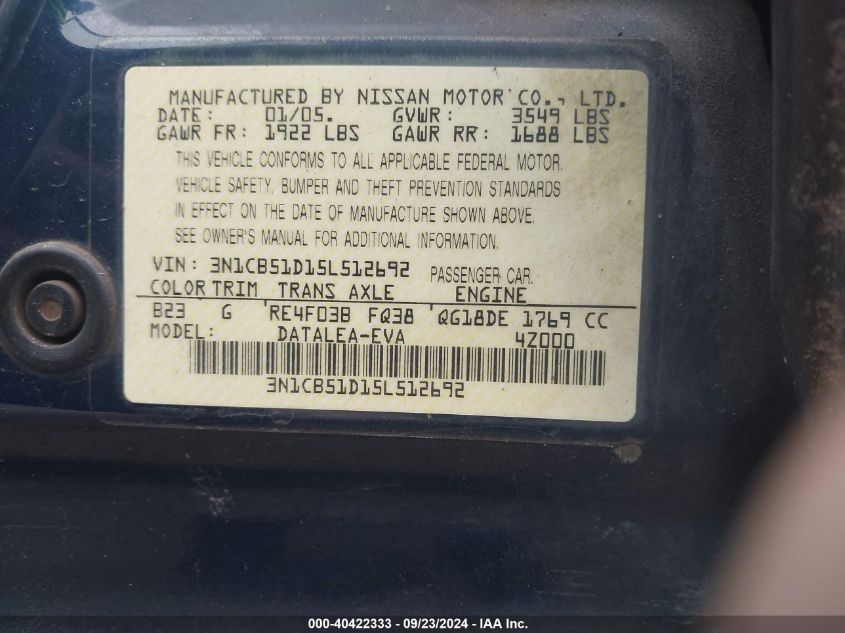 MANUFACTURED BY NISSAN MOTOR CO., LTD.
DATE: 01/05. GVWR: 3549 LBS
GAWR FR: 1922 LBS GAWR RR: 1688 LBS
THIS VEHICLE CONFORMS TO ALL APPLICABLE FEDERAL MOTOR
VEHICLE SAFETY, BUMPER AND THEFT PREVENTION STANDARDS
IN EFFECT ON THE DATE OF MANUFACTURE SHOWN ABOVE.
SEE OWNER'S MANUAL FOR ADDITIONAL INFORMATION.
VIN: 3N1CB51D15L512692 PASSENGER CAR.
COLOR TRIM TRANS AXLE ENGINE
B23 G RE4F03B FQ38 QG18DE 1769 CC
MODEL: DATALEA-EVA 4Z000
3N1CB51D15L512692
000-40422333 / 09/23/2024 - IAA Inc.